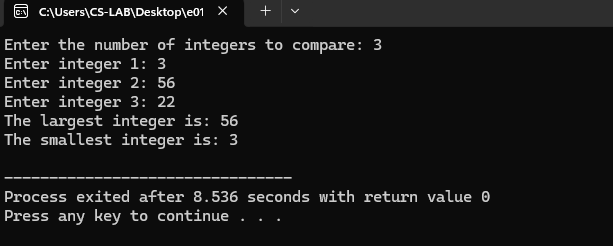 C:\Users\CS-LAB\Desktop\e01
Enter the number of integers to compare: 3
Enter integer 1: 3
Enter integer 2: 56
Enter integer 3: 22
The largest integer is: 56
The smallest integer is: 3
--------------------------------
Process exited after 8.536 seconds with return value 0
Press any key to continue . . .